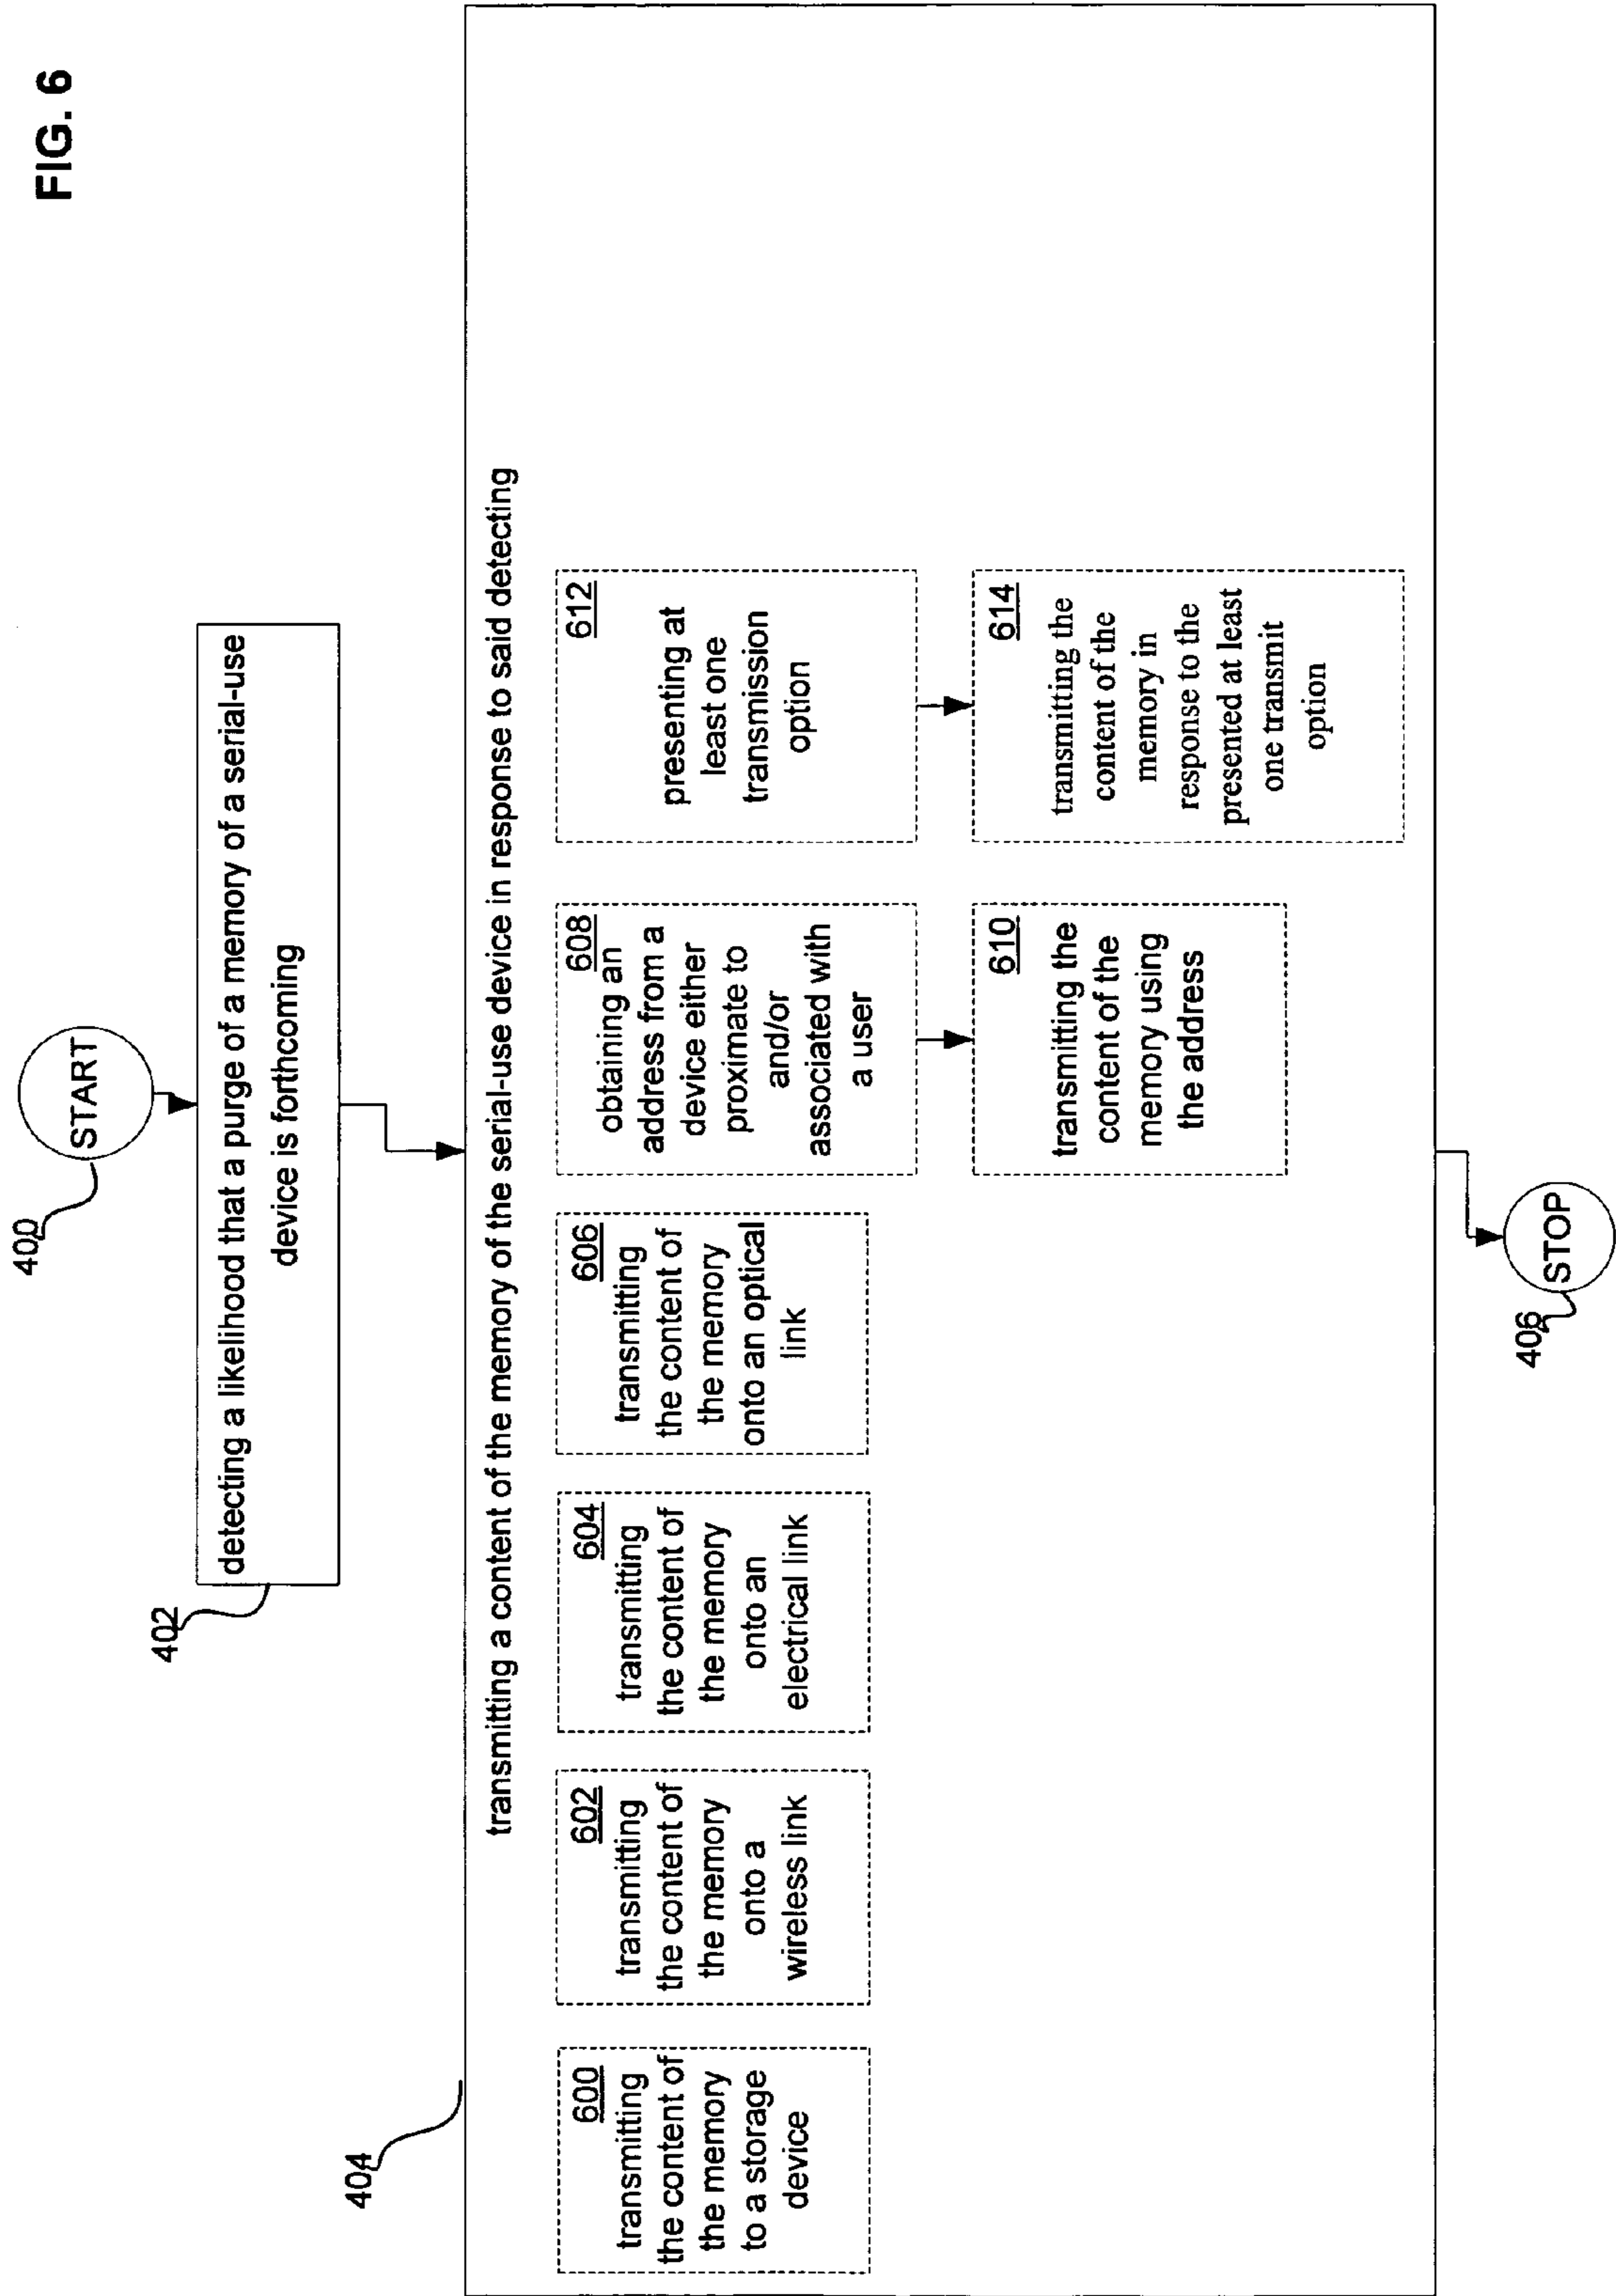 FIG. 6
400
START
402
detecting a likelihood that a purge of a memory of a serial-use
device is forthcoming
404
transmitting a content of the memory of the serial-use device in response to said detecting
600
transmitting
the content of
the memory
to a storage
device
602
transmitting
the content of
the memory
onto a
wireless link
604
transmitting
the content of
the memory
onto an
electrical link
606
transmitting
the content of
the memory
onto an optical
link
608
obtaining an
address from a
device either
proximate to
and/or
associated with
a user
610
transmitting the
content of the
memory using
the address
612
presenting at
least one
transmission
option
614
transmitting the
content of the
memory in
response to the
presented at least
one transmit
option
406
STOP